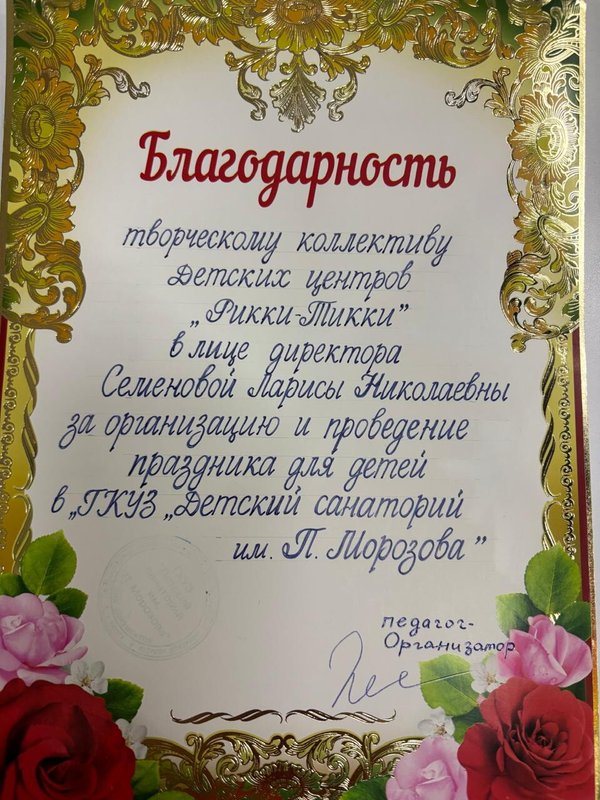 Благодарность
творческому коллективу
Детских центров
„Рикки-Тикки”
в лице директора
Семеновой Ларисы Николаевны
за организацию и проведение
праздника для детей
в „ГКУЗ „Детский санаторий
им. П. Морозова”
педагог-
Организатор